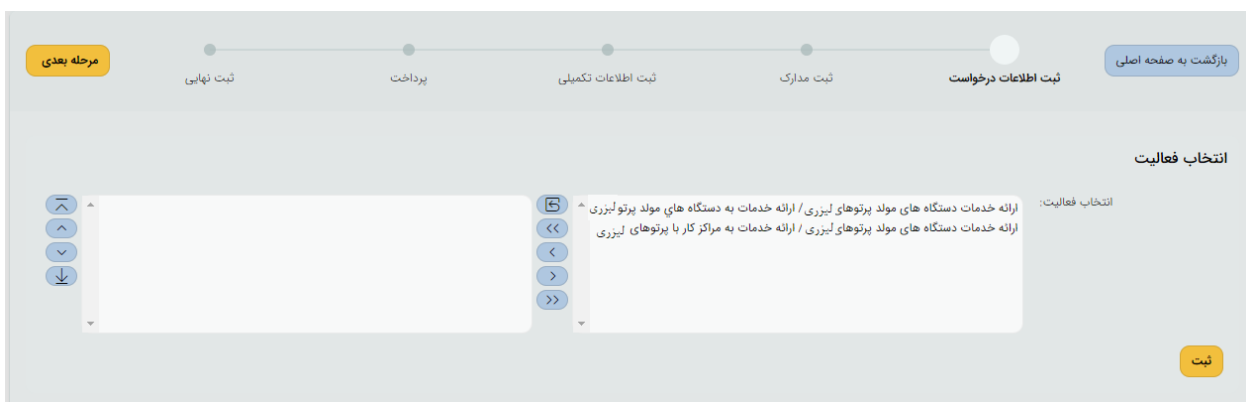 بازگشت به صفحه اصلی
ثبت اطلاعات درخواست
ثبت مدارک
ثبت اطلاعات تکمیلی
پرداخت
ثبت نهایی
مرحله بعدی
انتخاب فعالیت
انتخاب فعالیت:
ارائه خدمات دستگاه های مولد پرتوهای لیزری / ارائه خدمات به دستگاه هاي مولد پرتو لیزری
ارائه خدمات دستگاه های مولد پرتوهای لیزری / ارائه خدمات به مراکز کار با پرتوهای لیزری
ثبت